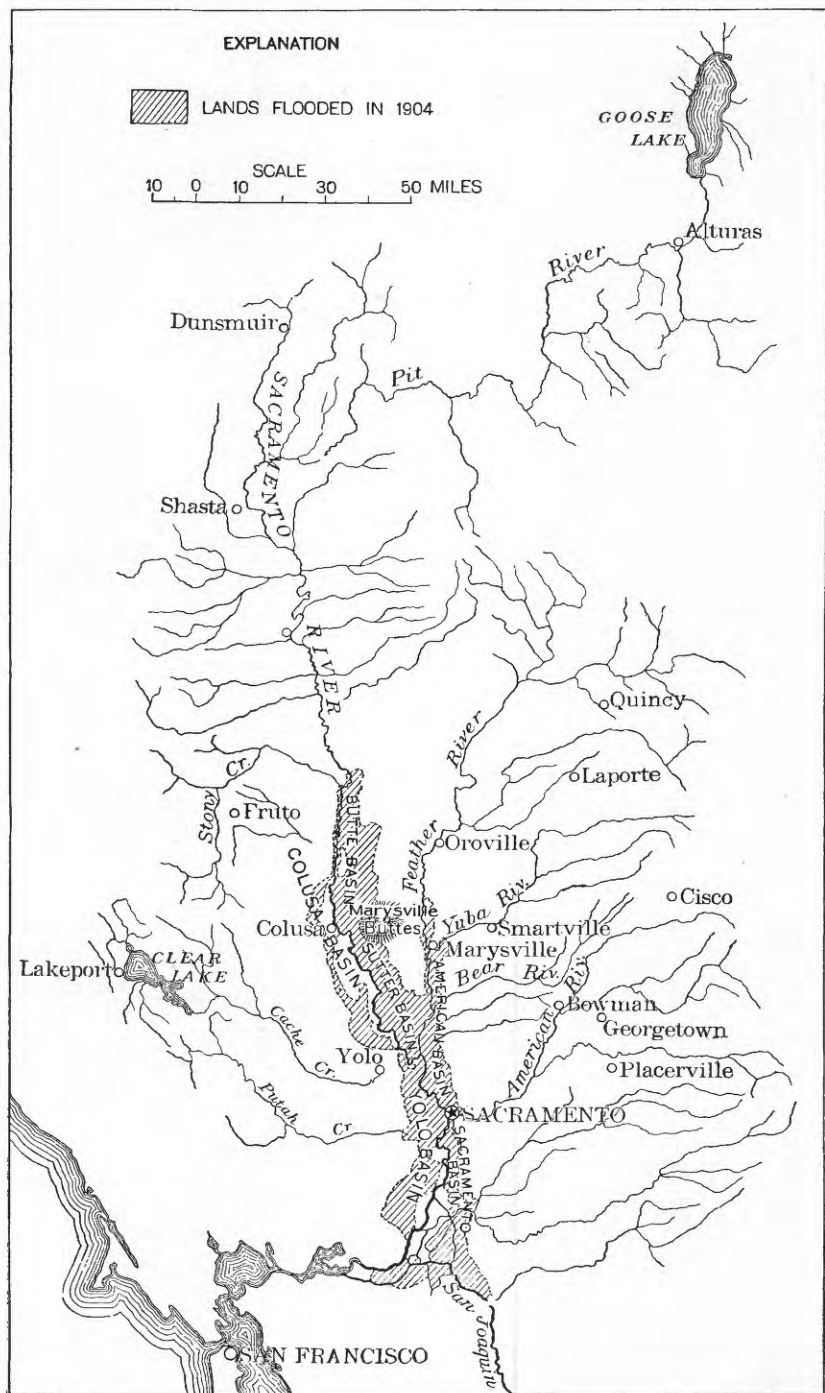 EXPLANATION
LANDS FLOODED IN 1904
SCALE
10 0 10 30 50 MILES
GOOSE
LAKE
Alturas
River
Dunsmuir
Pit
SACRAMENTO
Shasta
RIVER
Quincy
River
Laporte
Stony
Cr.
Fruto
BUTTE BASIN
Feather
Oroville
COLUSA BASIN
Marysville
Buttes
Yuba Riv.
Cisco
Colusa
Smartville
Marysville
SUTTER BASIN
Bear Riv.
CLEAR
LAKE
Lakeport
AMERICAN BASIN
American Riv.
Bowman
Georgetown
Cache
Cr.
Yolo
Placerville
Putah
Cr
YOLO BASIN
SACRAMENTO
SACRAMENTO
BASIN
San
Joaquin
SAN FRANCISCO